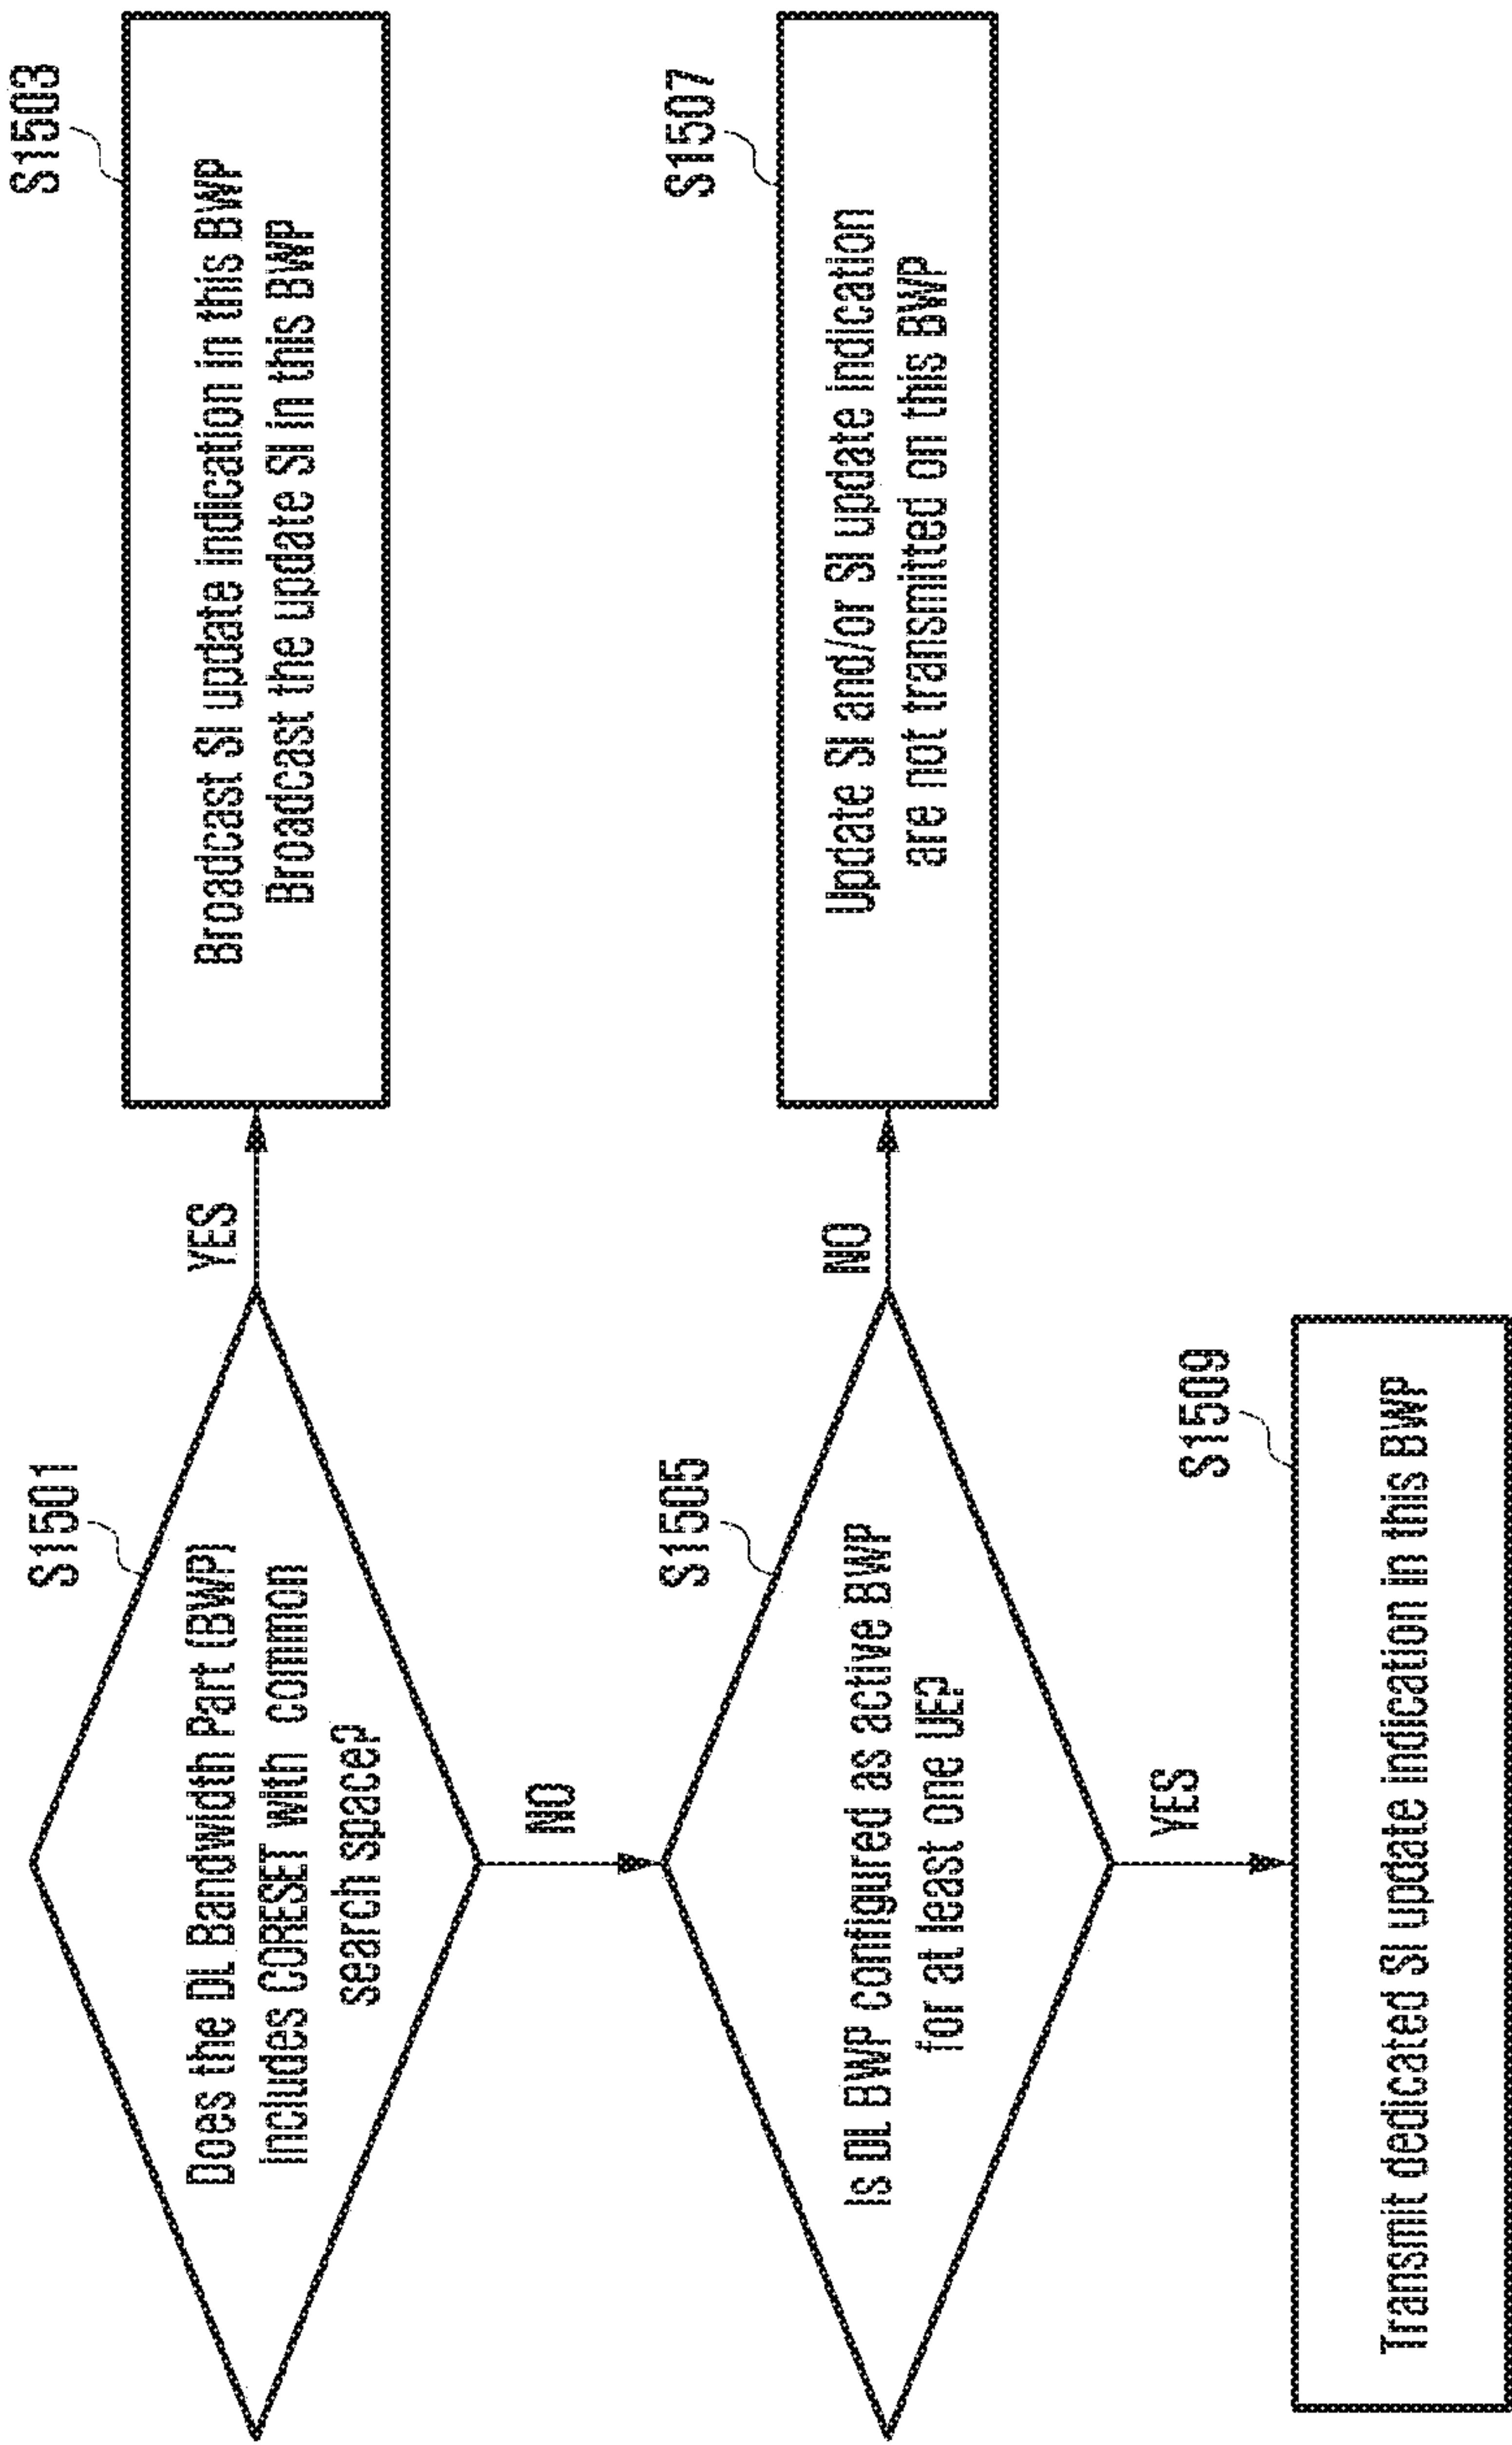 S1501
Does the DL Bandwidth Part (BWP)
includes CORESET with common
search space?
YES
S1503
Broadcast SI update indication in this BWP
Broadcast the update SI in this BWP
NO
S1505
Is DL BWP configured as active BWP
for at least one UE?
NO
S1507
Update SI and/or SI update indication
are not transmitted on this BWP
YES
S1509
Transmit dedicated SI update indication in this BWP